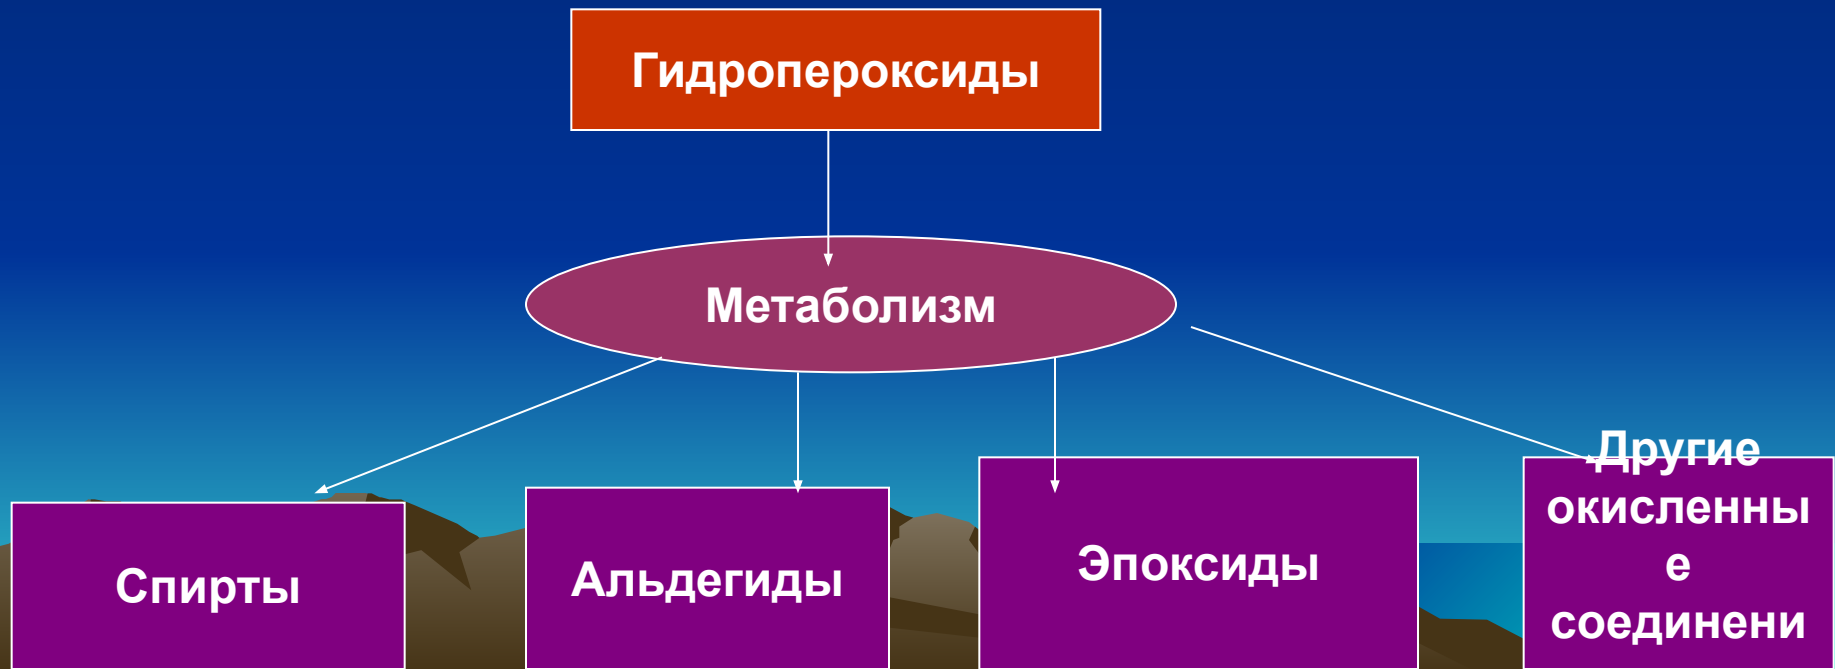 Гидропероксиды
Метаболизм
Спирты
Альдегиды
Эпоксиды
Другие
окисленны
е
соединени